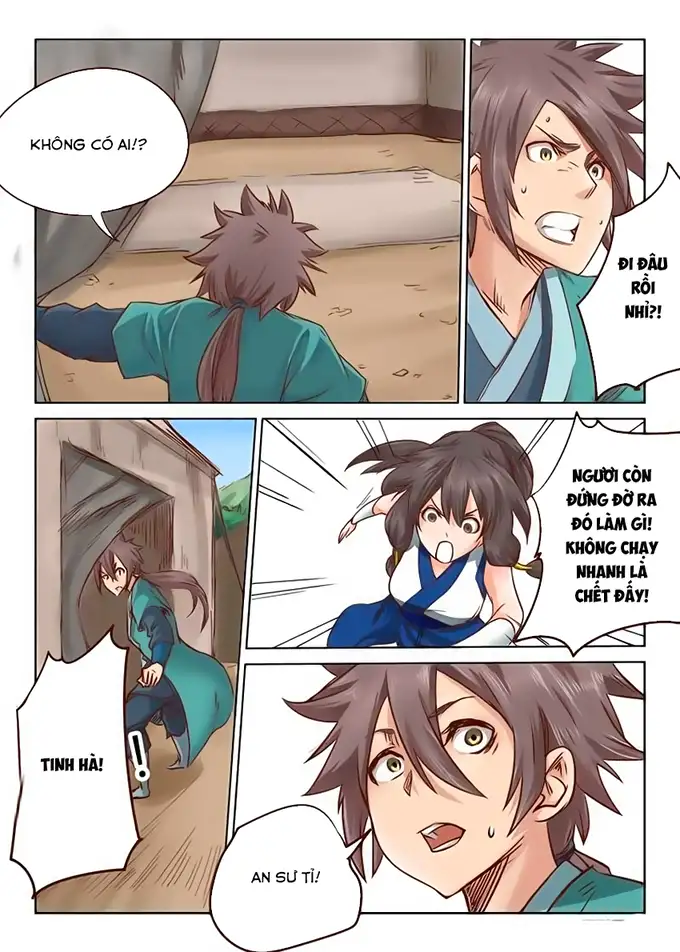 KHÔNG CÓ AI!?
ĐI ĐÂU
RỒI
NHỈ?!
TINH HÀ!
!
NGƯƠI CÒN
ĐỨNG ĐỜ RA
ĐÓ LÀM GÌ!
KHÔNG CHẠY
NHANH LÀ
CHẾT ĐẤY!
AN SƯ TỈ!